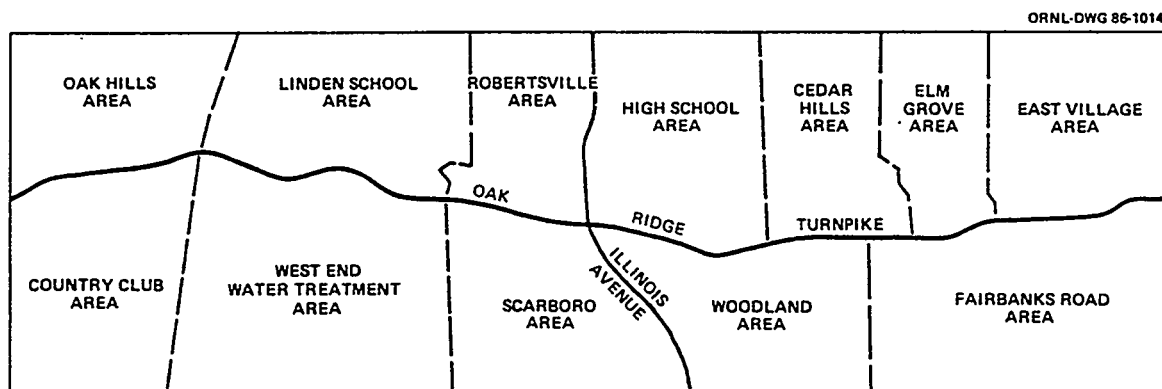 ORNL-DWG 86-1014
OAK HILLS
AREA
LINDEN SCHOOL
AREA
ROBERTSVILLE
AREA
HIGH SCHOOL
AREA
CEDAR
HILLS
AREA
ELM
GROVE
AREA
EAST VILLAGE
AREA
OAK
RIDGE
TURNPIKE
ILLINOIS
AVENUE
COUNTRY CLUB
AREA
WEST END
WATER TREATMENT
AREA
SCARBORO
AREA
WOODLAND
AREA
FAIRBANKS ROAD
AREA